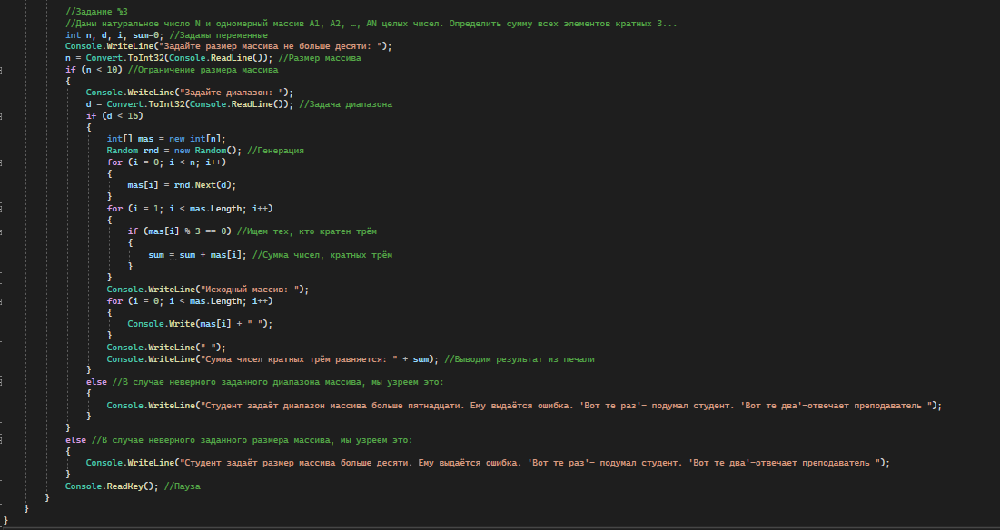 //Задание №3
//Даны натуральное число N и одномерный массив A1, A2, …, AN целых чисел. Определить сумму всех элементов кратных 3...
int n, d, i, sum=0; //Заданы переменные
Console.WriteLine("Задайте размер массива не больше десяти: ");
n = Convert.ToInt32(Console.ReadLine()); //Размер массива
if (n < 10) //Ограничение размера массива
{
Console.WriteLine("Задайте диапазон: ");
d = Convert.ToInt32(Console.ReadLine()); //Задача диапазона
if (d < 15)
{
int[] mas = new int[n];
Random rnd = new Random(); //Генерация
for (i = 0; i < n; i++)
{
mas[i] = rnd.Next(d);
}
for (i = 1; i < mas.Length; i++)
{
if (mas[i] % 3 == 0) //Ищем тех, кто кратен трём
{
sum = sum + mas[i]; //Сумма чисел, кратных трём
}
}
Console.WriteLine("Исходный массив: ");
for (i = 0; i < mas.Length; i++)
{
Console.Write(mas[i] + " ");
}
Console.WriteLine(" ");
Console.WriteLine("Сумма чисел кратных трём равняется: " + sum); //Выводим результат из печали
}
else //В случае неверного заданного диапазона массива, мы узреем это:
{
Console.WriteLine("Студент задаёт диапазон массива больше пятнадцати. Ему выдаётся ошибка. 'Вот те раз'- подумал студент. 'Вот те два'-отвечает преподаватель ");
}
}
else //В случае неверного заданного размера массива, мы узреем это:
{
Console.WriteLine("Студент задаёт размер массива больше десяти. Ему выдаётся ошибка. 'Вот те раз'- подумал студент. 'Вот те два'-отвечает преподаватель ");
}
Console.ReadKey(); //Пауза
}
}
}